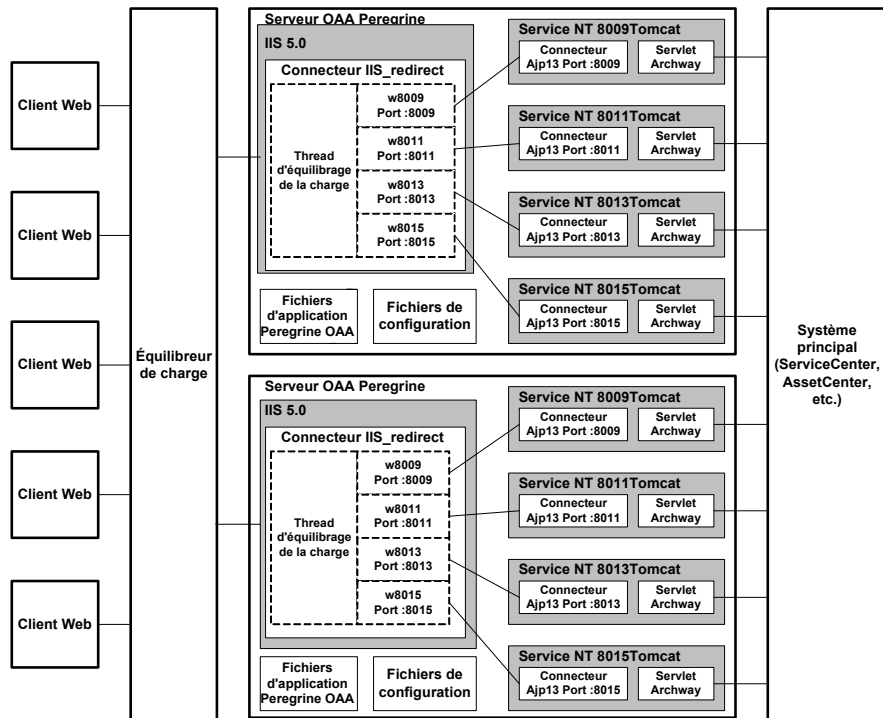 Client Web
Client Web
Client Web
Client Web
Client Web
Équilibreur
de charge
Serveur OAA Peregrine
IIS 5.0
Connecteur IIS_redirect
Thread
d'équilibrage
de la charge
w8009
Port :8009
w8011
Port :8011
w8013
Port :8013
w8015
Port :8015
Fichiers
d'application
Peregrine OAA
Fichiers de
configuration
Service NT 8009Tomcat
Connecteur
Ajp13 Port :8009
Servlet
Archway
Service NT 8011Tomcat
Connecteur
Ajp13 Port :8011
Servlet
Archway
Service NT 8013Tomcat
Connecteur
Ajp13 Port :8013
Servlet
Archway
Service NT 8015Tomcat
Connecteur
Ajp13 Port :8015
Servlet
Archway
Serveur OAA Peregrine
IIS 5.0
Connecteur IIS_redirect
Thread
d'équilibrage
de la charge
w8009
Port :8009
w8011
Port :8011
w8013
Port :8013
w8015
Port :8015
Fichiers
d'application
Peregrine OAA
Fichiers de
configuration
Service NT 8009Tomcat
Connecteur
Ajp13 Port :8009
Servlet
Archway
Service NT 8011Tomcat
Connecteur
Ajp13 Port :8011
Servlet
Archway
Service NT 8013Tomcat
Connecteur
Ajp13 Port :8013
Servlet
Archway
Service NT 8015Tomcat
Connecteur
Ajp13 Port :8015
Servlet
Archway
Système
principal
(ServiceCenter,
AssetCenter,
etc.)